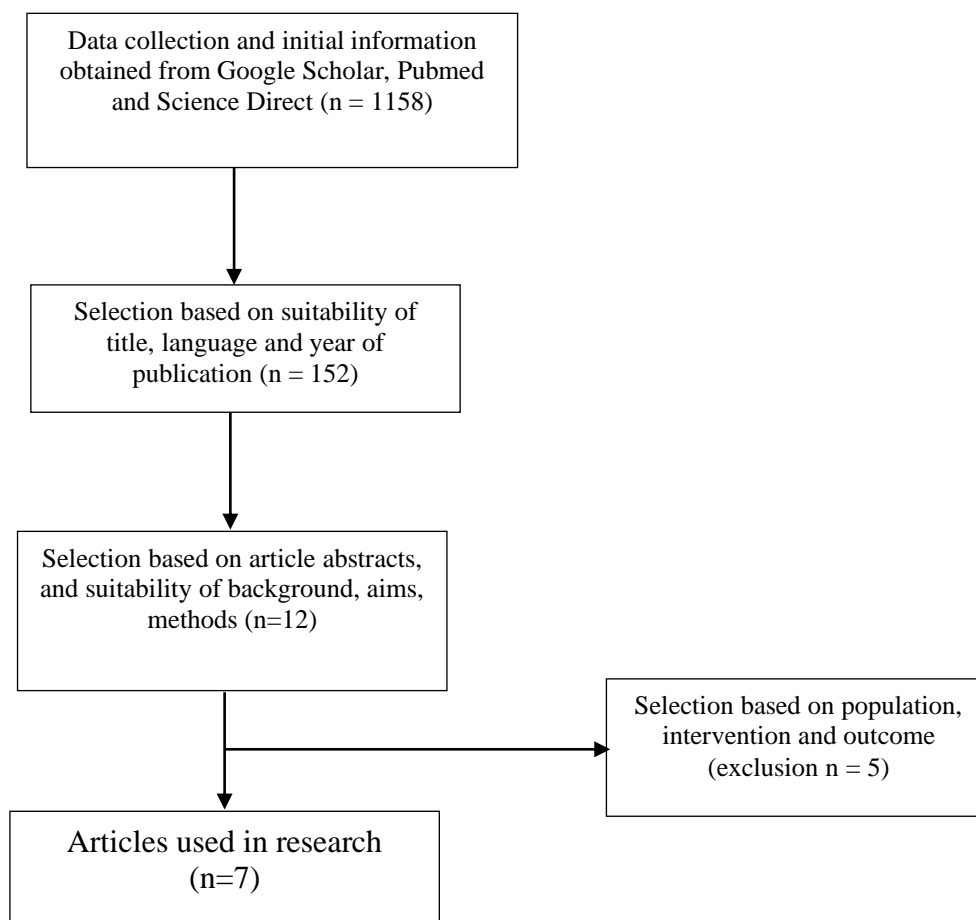 Data collection and initial information
obtained from Google Scholar, Pubmed
and Science Direct (n = 1158)
Selection based on suitability of
title, language and year of
publication (n = 152)
Selection based on article abstracts,
and suitability of background, aims,
methods (n=12)
Selection based on population,
intervention and outcome
(exclusion n = 5)
Articles used in research
(n=7)